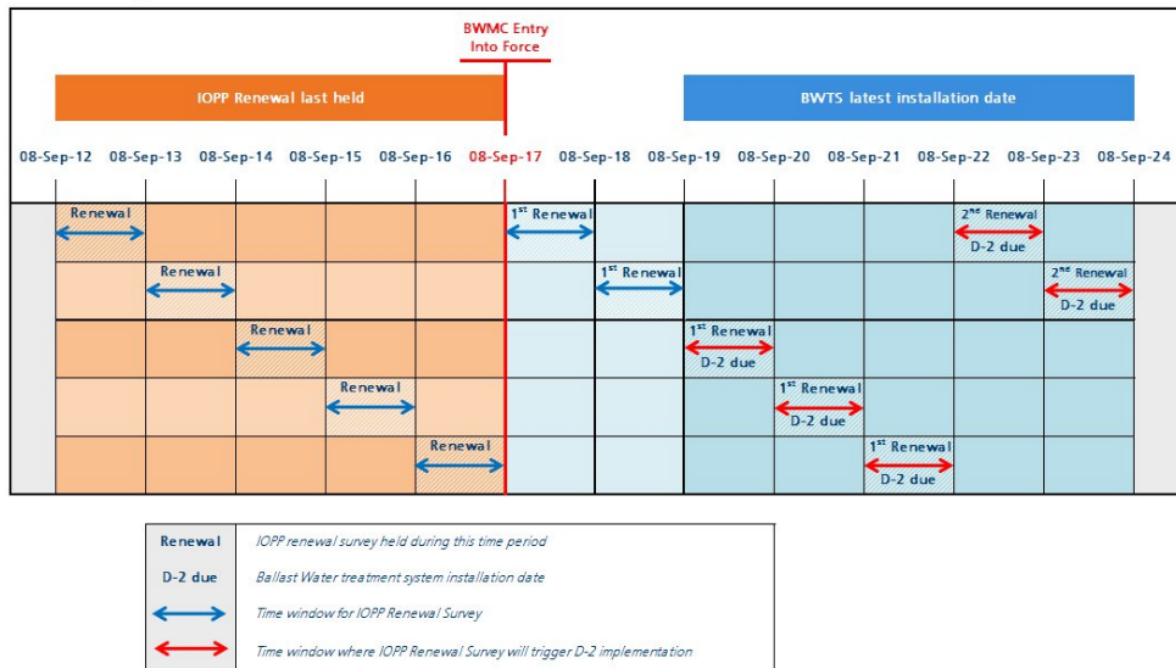 BWMC Entry
Into Force
IOPP Renewal last held
BWTS latest installation date
08-Sep-12 08-Sep-13 08-Sep-14 08-Sep-15 08-Sep-16 08-Sep-17 08-Sep-18 08-Sep-19 08-Sep-20 08-Sep-21 08-Sep-22 08-Sep-23 08-Sep-24
Renewal 1st Renewal 2nd Renewal
D-2 due
Renewal 1st Renewal 2nd Renewal
D-2 due
Renewal 1st Renewal
D-2 due
Renewal 1st Renewal
D-2 due
Renewal 1st Renewal
D-2 due
Renewal IOPP renewal survey held during this time period
D-2 due Ballast Water treatment system installation date
Time window for IOPP Renewal Survey
Time window where IOPP Renewal Survey will trigger D-2 implementation